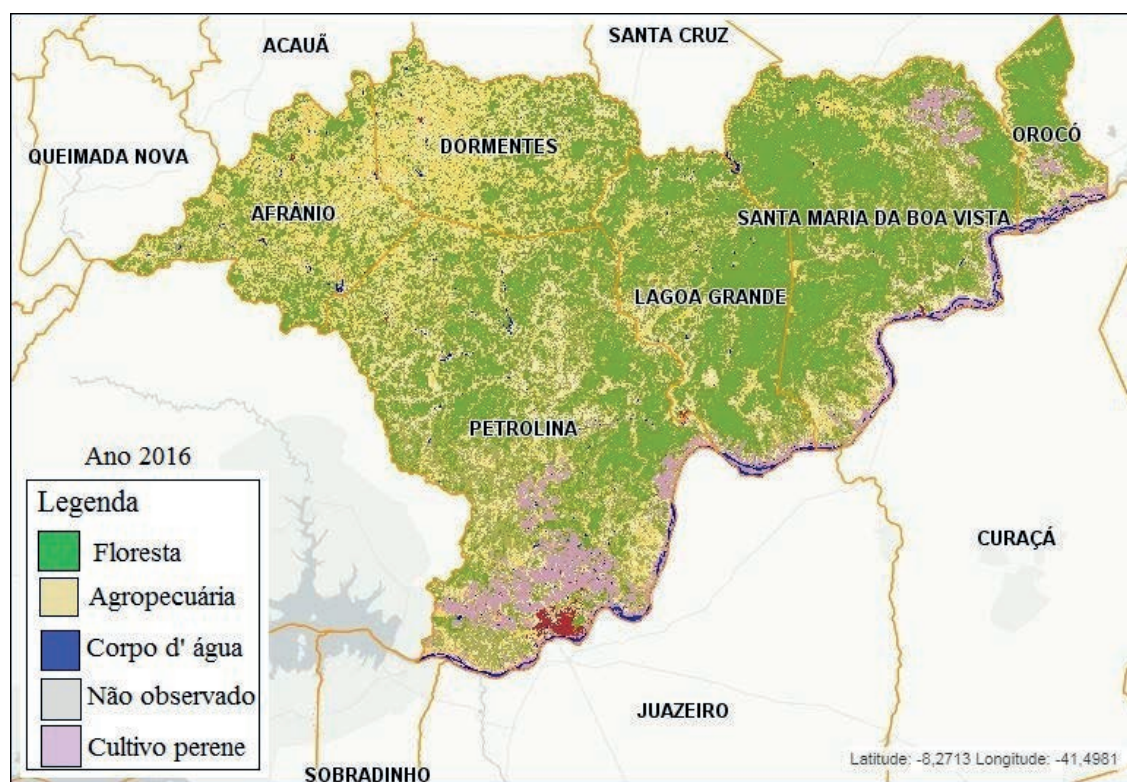 ACAUÃ
SANTA CRUZ
OROCÓ
QUEIMADA NOVA
DORMENTES
AFRÂNIO
SANTA MARIA DA BOA VISTA
LAGOA GRANDE
PETROLINA
CURAÇÁ
JUAZEIRO
SOBRADINHO
Ano 2016
Legenda
Floresta
Agropecuária
Corpo d' água
Não observado
Cultivo perene
Latitude: -8,2713 Longitude: -41,4981